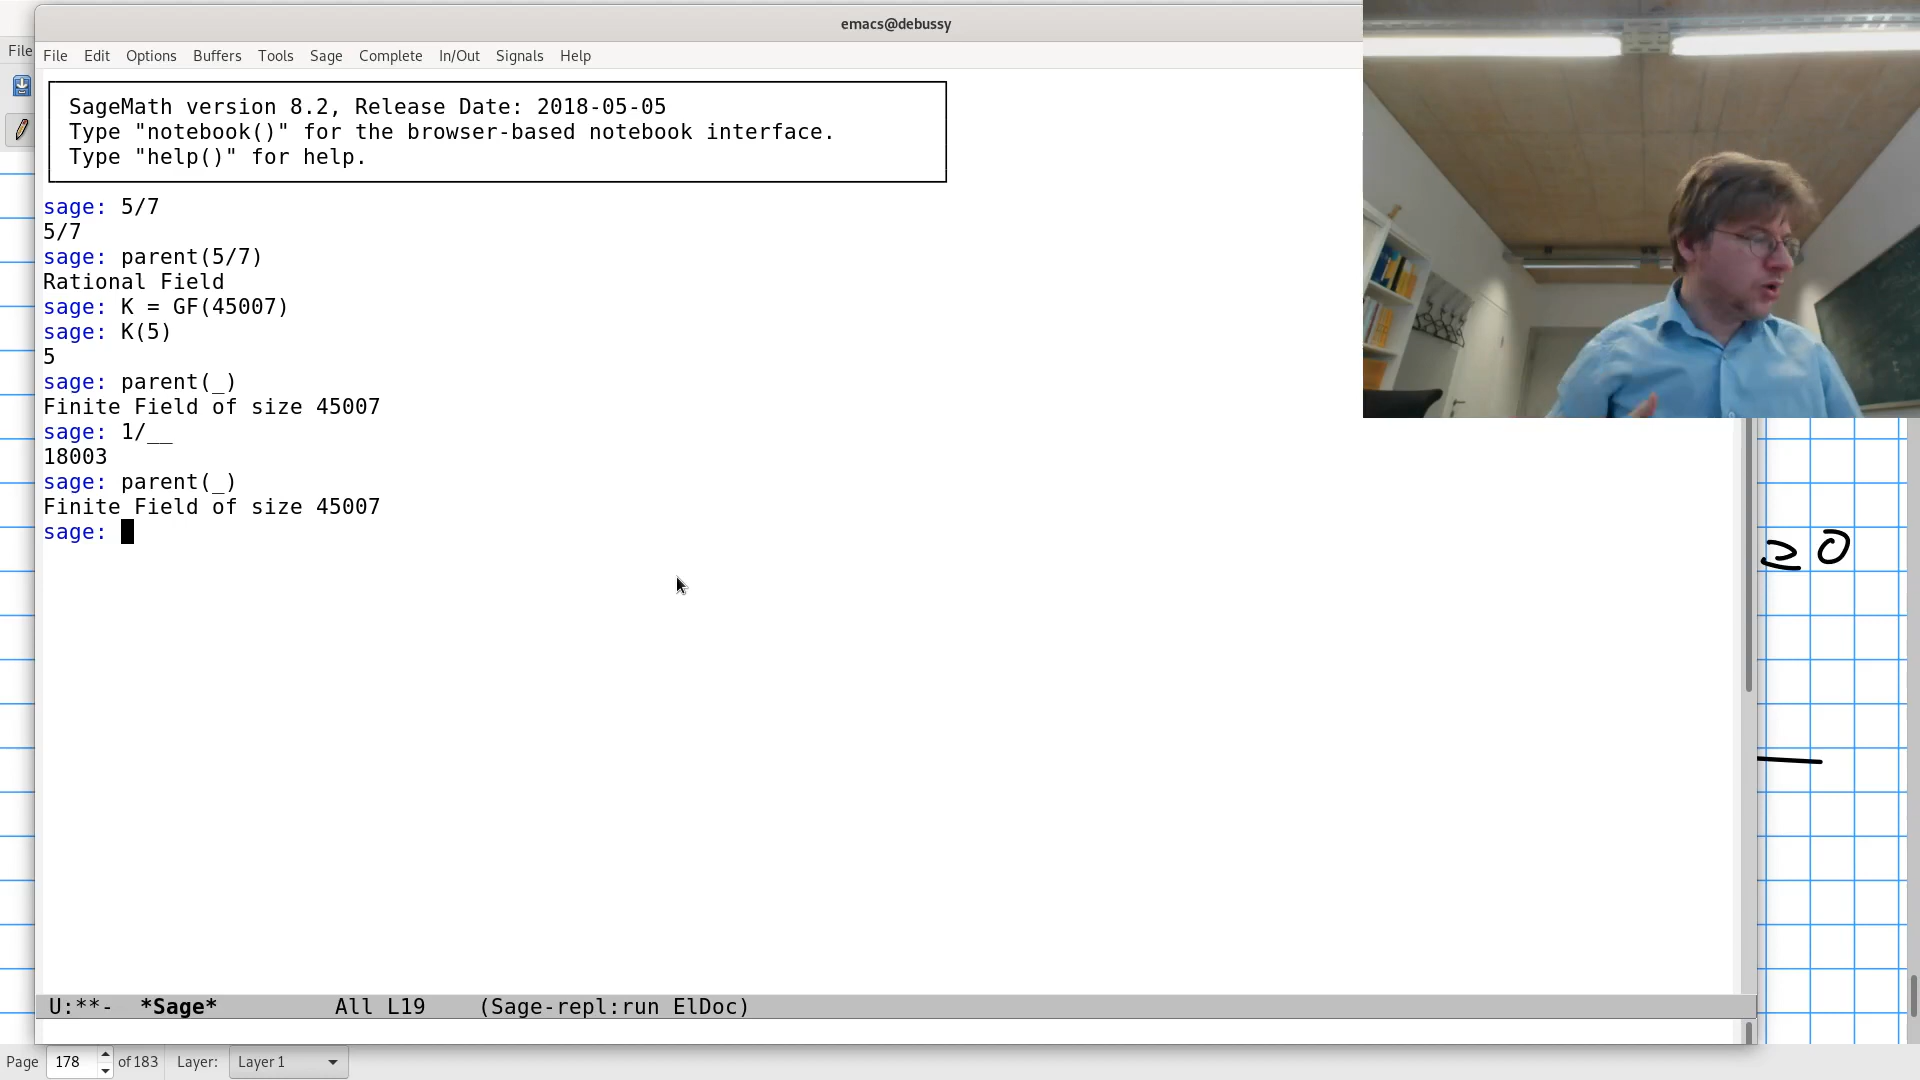 emacs@debussy
File
File Edit Options Buffers Tools Sage Complete In/Out Signals Help
SageMath version 8.2, Release Date: 2018-05-05
Type "notebook()" for the browser-based notebook interface.
Type "help()" for help.
sage: 5/7
5/7
sage: parent(5/7)
Rational Field
sage: K = GF(45007)
sage: K(5)
5
sage: parent(_)
Finite Field of size 45007
sage: 1/__
18003
sage: parent(_)
Finite Field of size 45007
sage:
≥0
U:**- *Sage* All L19 (Sage-repl:run ElDoc)
Page 178 of 183 Layer: Layer 1